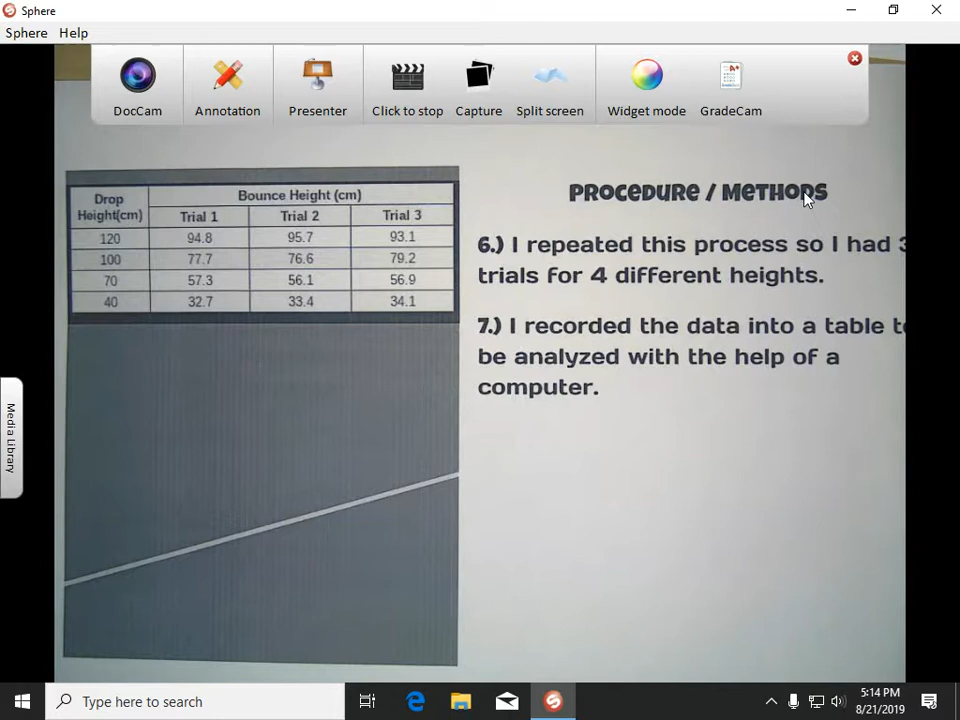 Sphere
Sphere Help
DocCam Annotation Presenter Click to stop Capture Split screen Widget mode GradeCam
A+
Drop Height(cm) Bounce Height (cm)
Trial 1 Trial 2 Trial 3
120 94.8 95.7 93.1
100 77.7 76.6 79.2
70 57.3 56.1 56.9
40 32.7 33.4 34.1
PROCEDURE / METHODS
6.) I repeated this process so I had 3
trials for 4 different heights.
7.) I recorded the data into a table to
be analyzed with the help of a
computer.
Media Library
Type here to search
5:14 PM
8/21/2019